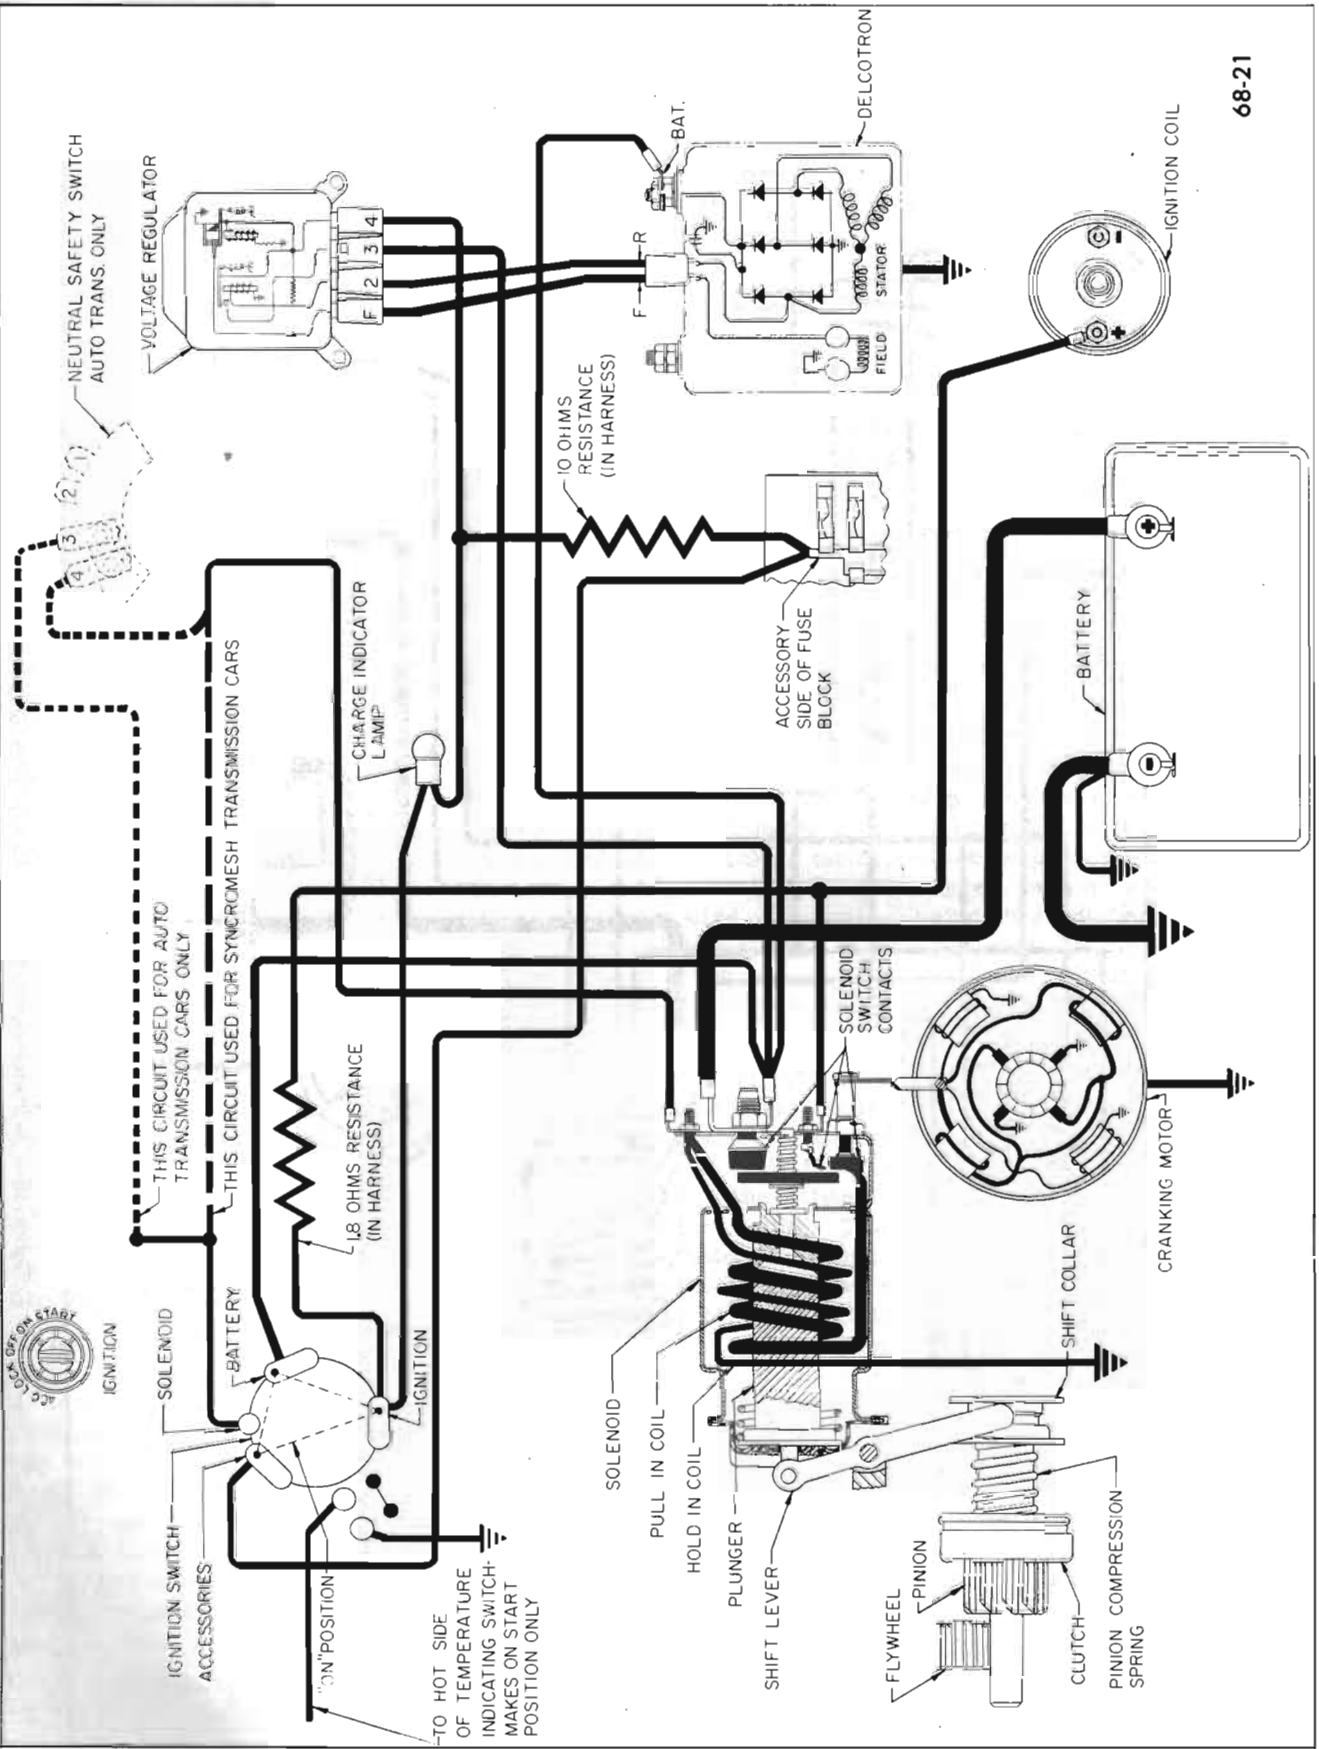 68-21
NEUTRAL SAFETY SWITCH
AUTO TRANS. ONLY
VOLTAGE REGULATOR
1
2
3
4
F
2
3
4
THIS CIRCUIT USED FOR AUTO
TRANSMISSION CARS ONLY
THIS CIRCUIT USED FOR SYNCROMESH TRANSMISSION CARS
CHARGE INDICATOR
LAMP
10 OHMS
RESISTANCE
(IN HARNESS)
F
R
BAT.
DELCOTRON
STATOR
FIELD
IGNITION COIL
C
-
+
ACCESSORY
SIDE OF FUSE
BLOCK
BATTERY
+
-
ACC LOCK OFF ON START
IGNITION
SOLENOID
BATTERY
IGNITION
IGNITION SWITCH
ACCESSORIES
"ON" POSITION
1.8 OHMS RESISTANCE
(IN HARNESS)
TO HOT SIDE
OF TEMPERATURE
INDICATING SWITCH-
MAKES ON START
POSITION ONLY
SOLENOID
SWITCH
CONTACTS
SOLENOID
PULL IN COIL
HOLD IN COIL
PLUNGER
SHIFT LEVER
FLYWHEEL
PINION
CLUTCH
PINION COMPRESSION
SPRING
SHIFT COLLAR
CRANKING MOTOR